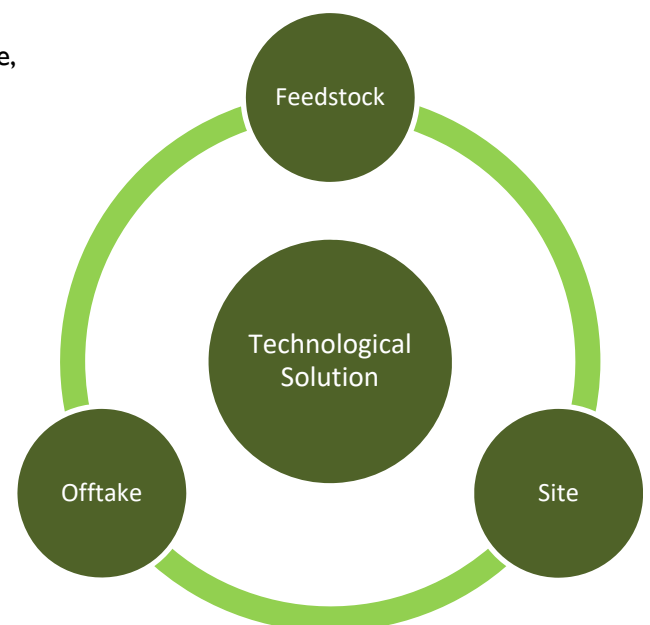 e,
Feedstock
Technological
Solution
Offtake
Site